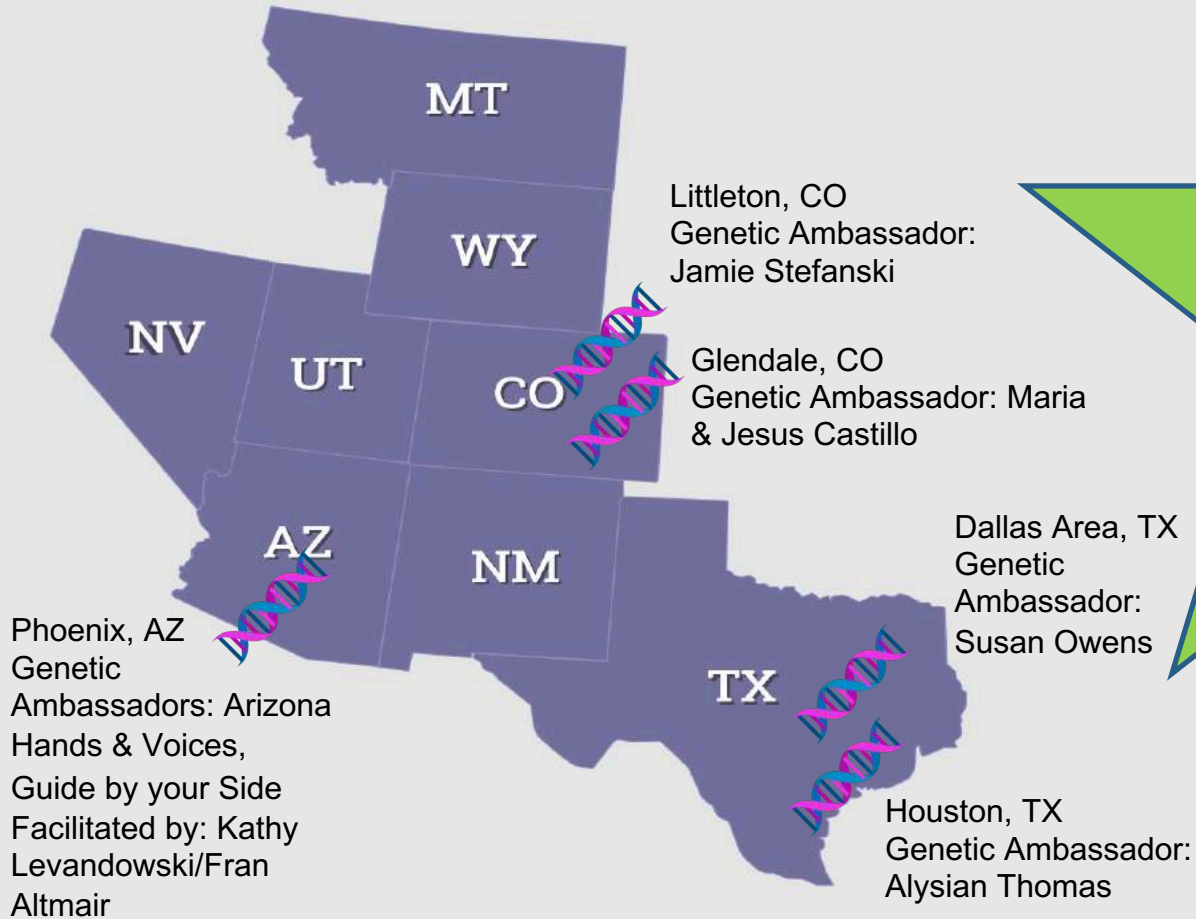 MT
WY
NV
UT
CO
AZ
NM
TX
Littleton, CO
Genetic Ambassador:
Jamie Stefanski
Glendale, CO
Genetic Ambassador: Maria
& Jesus Castillo
Dallas Area, TX
Genetic
Ambassador:
Susan Owens
Phoenix, AZ
Genetic
Ambassadors: Arizona
Hands & Voices,
Guide by your Side
Facilitated by: Kathy
Levandowski/Fran
Altmair
Houston, TX
Genetic Ambassador:
Alysian Thomas